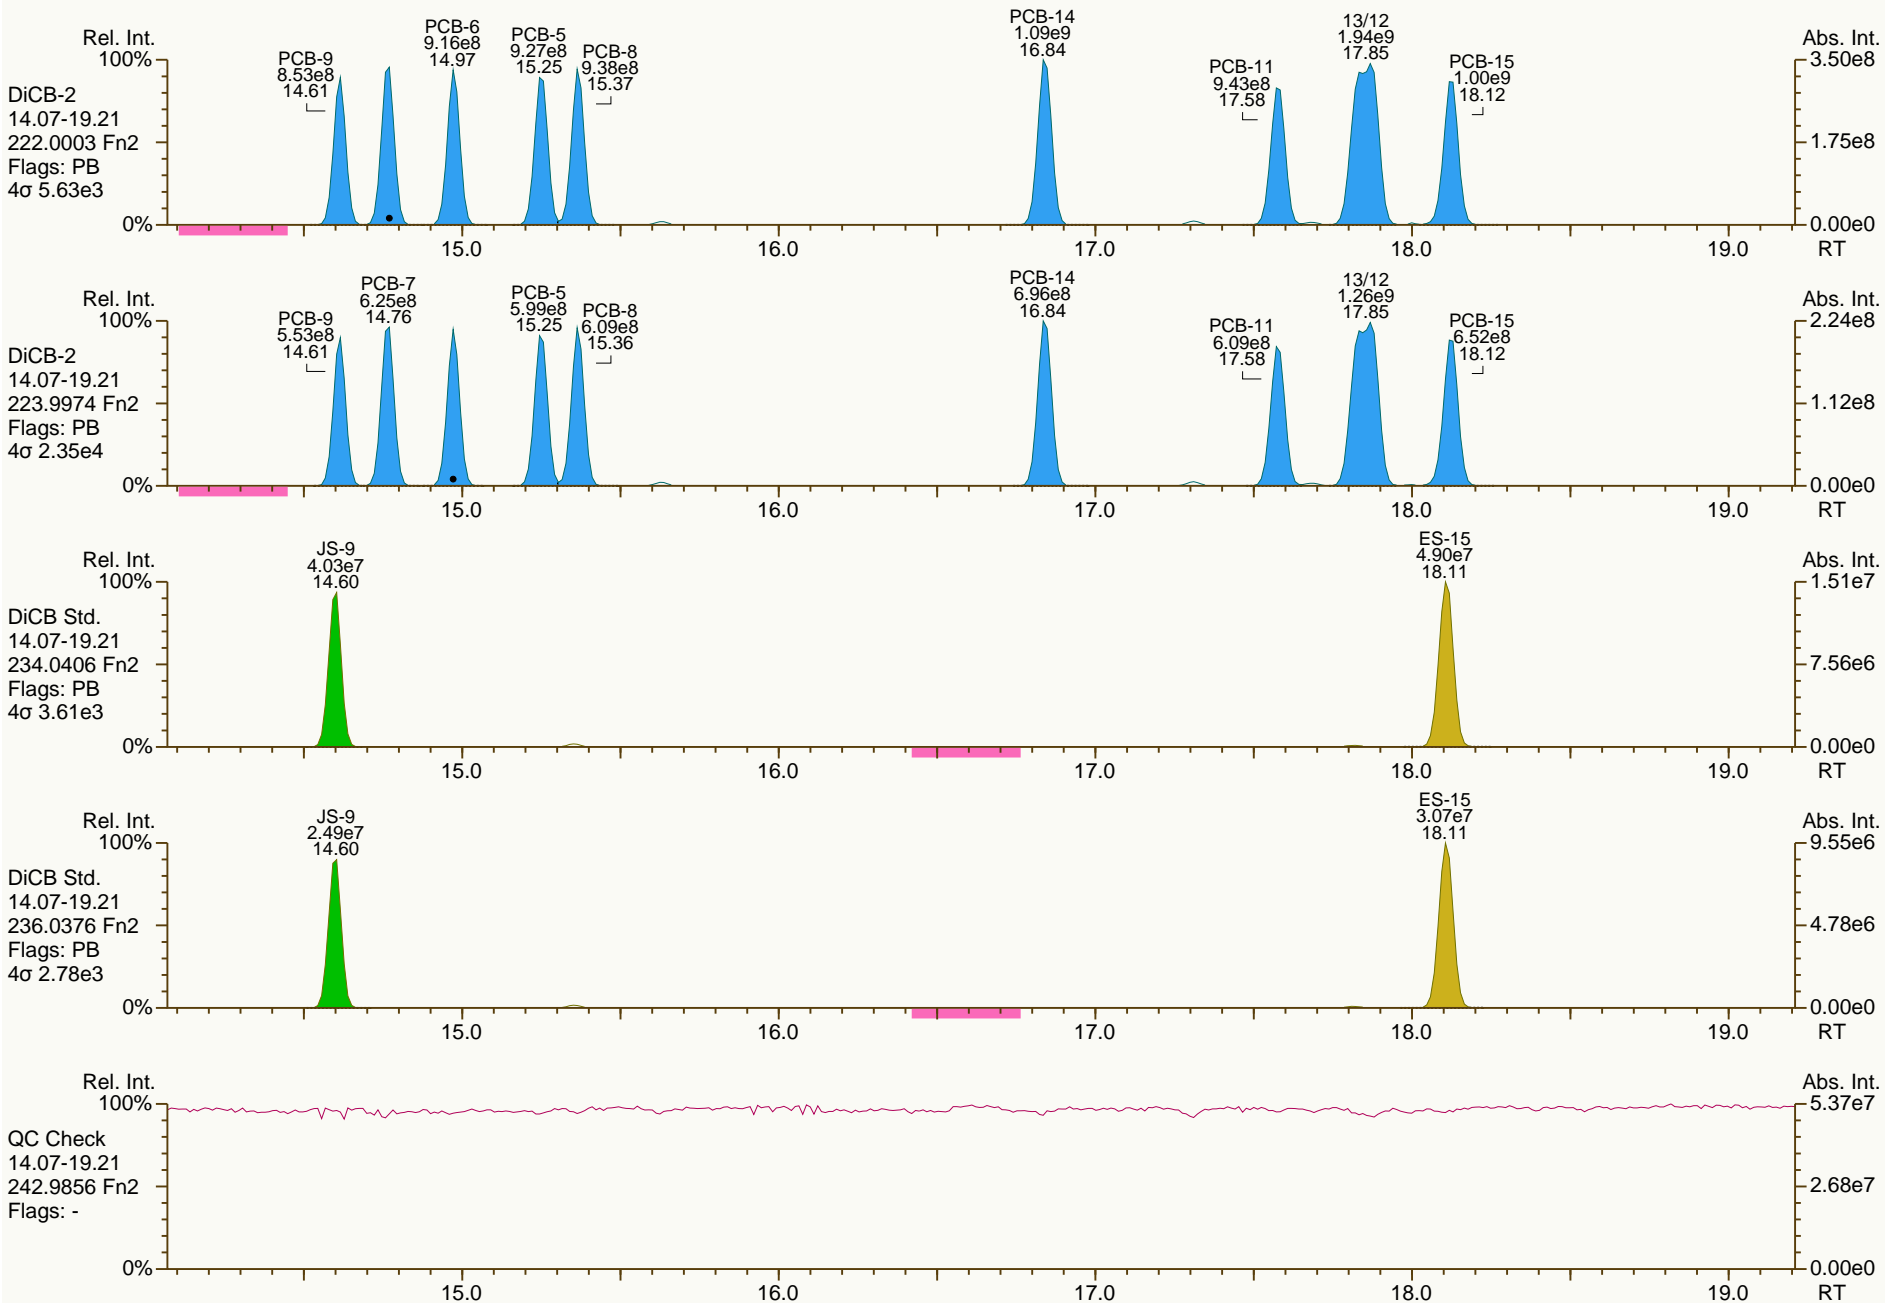 Rel. Int.
100%
0%
DiCB-2
14.07-19.21
222.0003 Fn2
Flags: PB
4σ 5.63e3
PCB-9
8.53e8
14.61
PCB-6
9.16e8
14.97
PCB-5
9.27e8
15.25
PCB-8
9.38e8
15.37
PCB-14
1.09e9
16.84
PCB-11
9.43e8
17.58
13/12
1.94e9
17.85
PCB-15
1.00e9
18.12
Abs. Int.
3.50e8
1.75e8
0.00e0
15.0 16.0 17.0 18.0 19.0 RT
Rel. Int.
100%
0%
DiCB-2
14.07-19.21
223.9974 Fn2
Flags: PB
4σ 2.35e4
PCB-9
5.53e8
14.61
PCB-7
6.25e8
14.76
PCB-5
5.99e8
15.25
PCB-8
6.09e8
15.36
PCB-14
6.96e8
16.84
PCB-11
6.09e8
17.58
13/12
1.26e9
17.85
PCB-15
6.52e8
18.12
Abs. Int.
2.24e8
1.12e8
0.00e0
15.0 16.0 17.0 18.0 19.0 RT
Rel. Int.
100%
0%
DiCB Std.
14.07-19.21
234.0406 Fn2
Flags: PB
4σ 3.61e3
JS-9
4.03e7
14.60
ES-15
4.90e7
18.11
Abs. Int.
1.51e7
7.56e6
0.00e0
15.0 16.0 17.0 18.0 19.0 RT
Rel. Int.
100%
0%
DiCB Std.
14.07-19.21
236.0376 Fn2
Flags: PB
4σ 2.78e3
JS-9
2.49e7
14.60
ES-15
3.07e7
18.11
Abs. Int.
9.55e6
4.78e6
0.00e0
15.0 16.0 17.0 18.0 19.0 RT
Rel. Int.
100%
0%
QC Check
14.07-19.21
242.9856 Fn2
Flags: -
Abs. Int.
5.37e7
2.68e7
0.00e0
15.0 16.0 17.0 18.0 19.0 RT